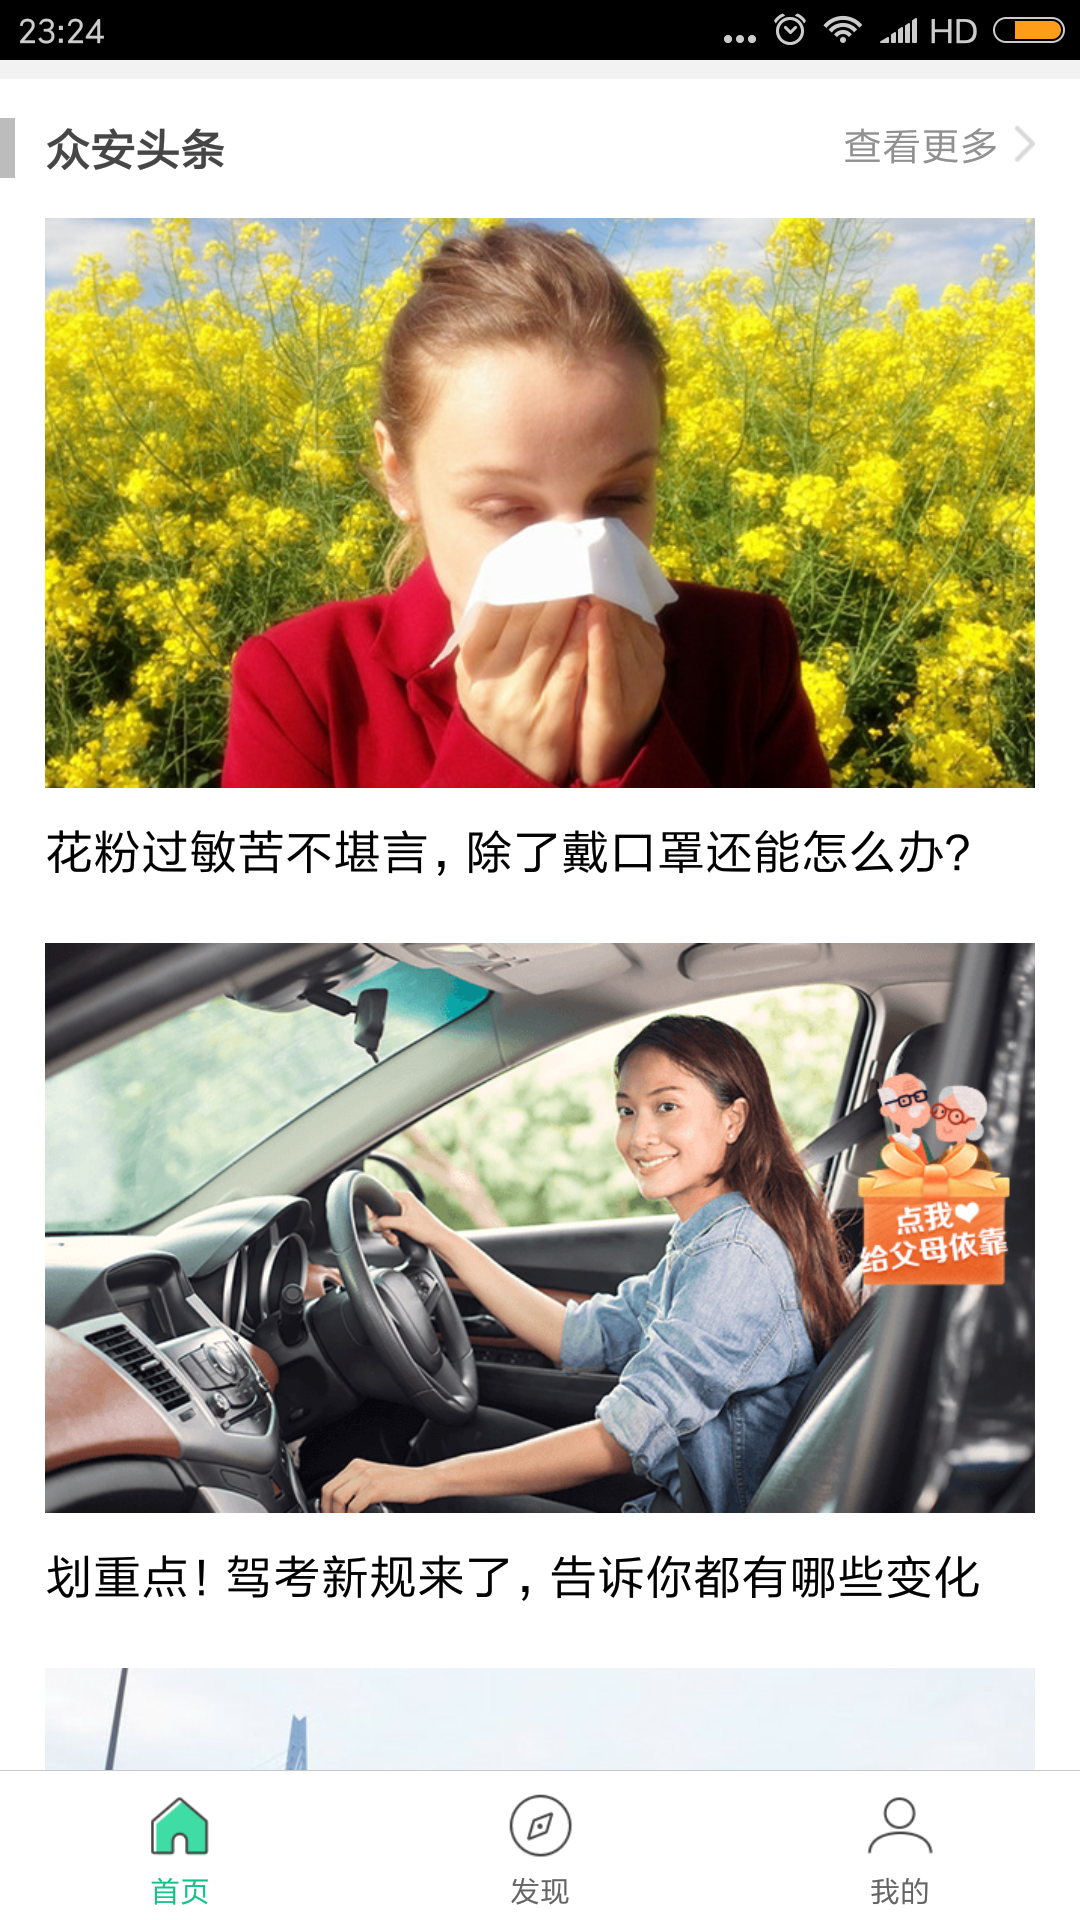 23:24
HD
众安头条
查看更多
花粉过敏苦不堪言,除了戴口罩还能怎么办?
点我
给父母依靠
划重点!驾考新规来了,告诉你都有哪些变化
首页
发现
我的